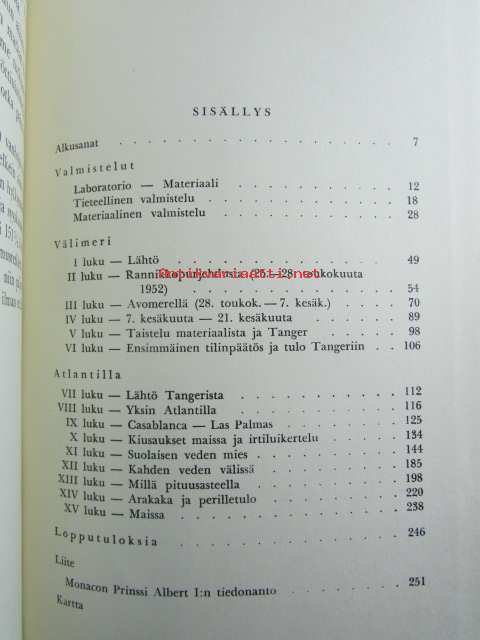 SISÄLLYS
Alkusanat . . . . . . . . . . . . . . . . . 7
Valmistelut
Laboratorio — Materiaali . . . . . . . . . . 12
Tieteellinen valmistelu . . . . . . . . . . . 18
Materiaalinen valmistelu . . . . . . . . . . 28
Välimeri
I luku — Lähtö . . . . . . . . . . . . . . 49
II luku — Rannikkopurjehdusta (25.—28. toukokuuta
1952) . . . . . . . . . . . . . . 54
III luku — Avomerellä (28. toukok. — 7. kesäk.) . . . 70
IV luku — 7. kesäkuuta — 21. kesäkuuta . . . . . 89
V luku — Taistelu materiaalista ja Tanger . . . . . 98
VI luku — Ensimmäinen tilinpäätös ja tulo Tangeriin . . 106
Atlantilla
VII luku — Lähtö Tangerista . . . . . . . . . 112
VIII luku — Yksin Atlantilla . . . . . . . . . 116
IX luku — Casablanca — Las Palmas . . . . . . 125
X luku — Kiusaukset maissa ja irtiluikertelu . . . . 134
XI luku — Suolaisen veden mies . . . . . . . . 144
XII luku — Kahden veden välissä . . . . . . . 185
XIII luku — Millä pituusasteella . . . . . . . . 198
XIV luku — Arakaka ja perilletulo . . . . . . . 220
XV luku — Maissa . . . . . . . . . . . . 238
Lopputuloksia . . . . . . . . . . . . . . 246
Liite
Monacon Prinssi Albert I:n tiedonanto . . . . . . . 251
Kartta